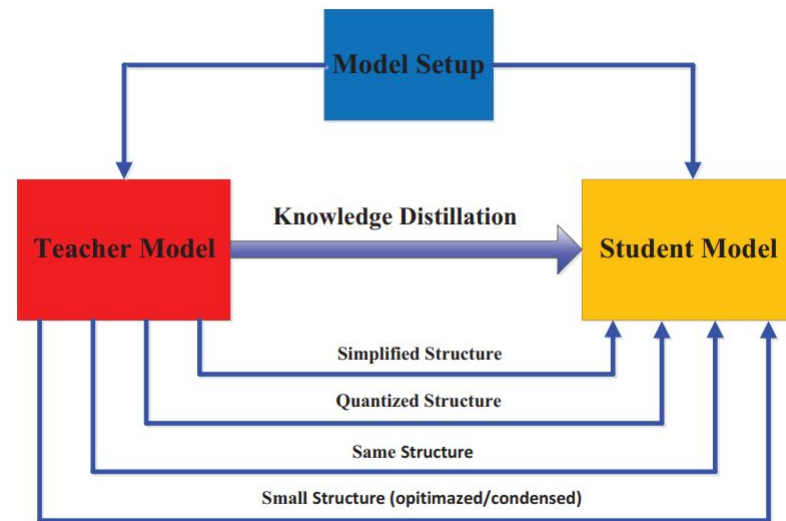 Model Setup
Knowledge Distillation
Teacher Model
Student Model
Simplified Structure
Quantized Structure
Same Structure
Small Structure (opitimazed/condensed)